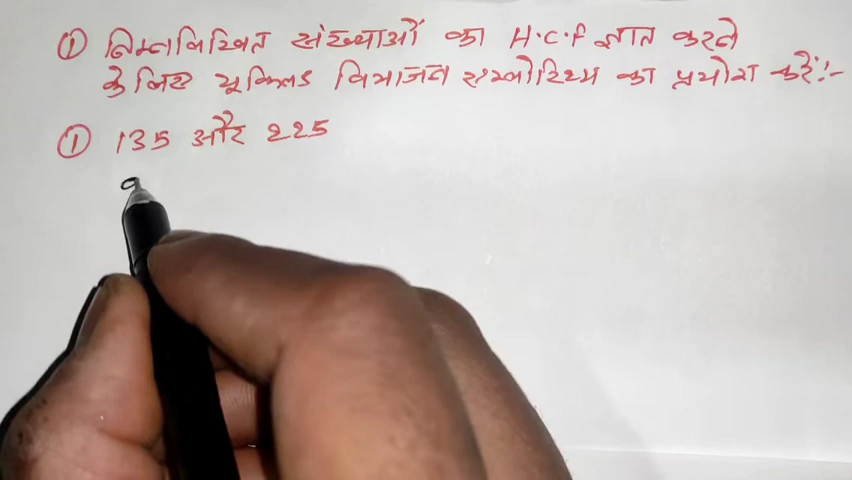 ① निम्नलिखित संख्याओं का H.C.F ज्ञात करने
के लिए यूक्लिड विभाजन एल्गोरिथ्म का प्रयोग करें:-
① 135 और 225